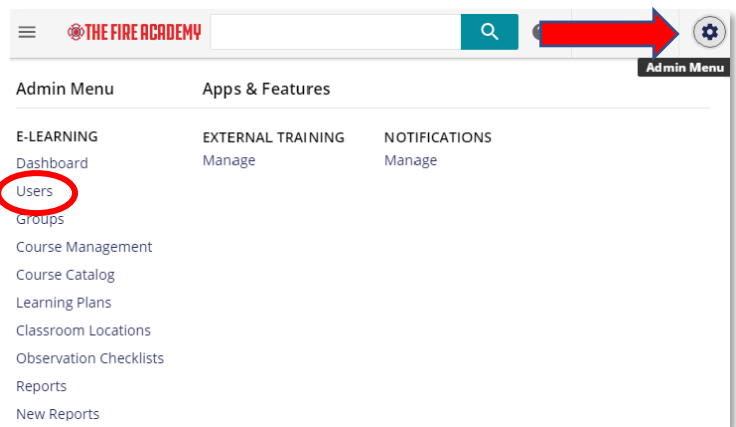 THE FIRE ACADEMY
Admin Menu
Admin Menu Apps & Features
E-LEARNING EXTERNAL TRAINING NOTIFICATIONS
Dashboard Manage Manage
Users
Groups
Course Management
Course Catalog
Learning Plans
Classroom Locations
Observation Checklists
Reports
New Reports